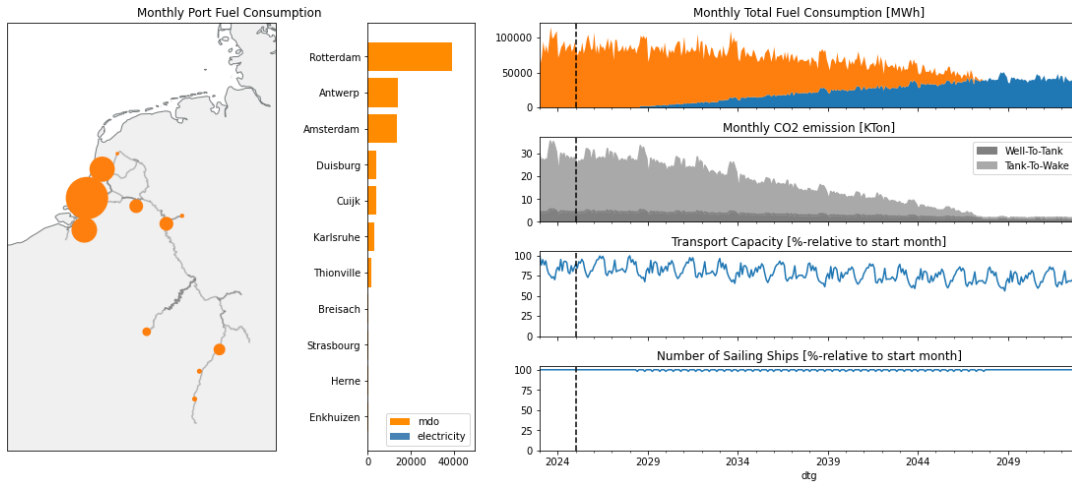 Monthly Port Fuel Consumption
Rotterdam
Antwerp
Amsterdam
Duisburg
Cuijk
Karlsruhe
Thionville
Breisach
Strasbourg
Herne
Enkhuizen
mdo
electricity
0 20000 40000
Monthly Total Fuel Consumption [MWh]
100000
50000
0
Monthly CO2 emission [KTon]
30
20
10
0
Well-To-Tank
Tank-To-Wake
Transport Capacity [%-relative to start month]
100
75
50
25
0
Number of Sailing Ships [%-relative to start month]
100
75
50
25
0
2024 2029 2034 2039 2044 2049
dtg